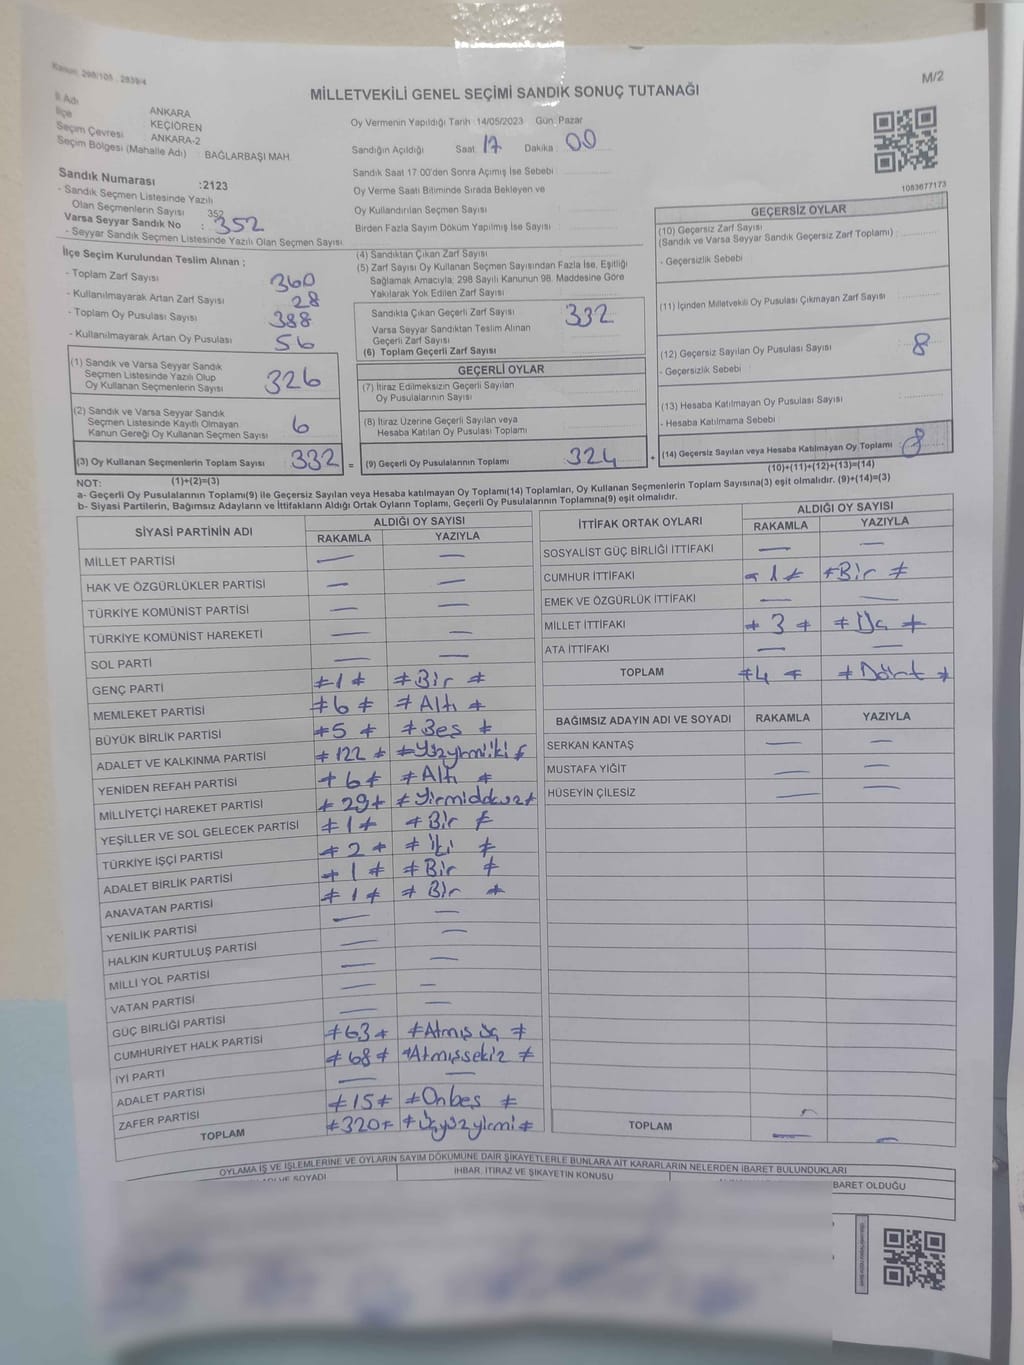 Kanun: 298/105 . 2839/4
M/2
MİLLETVEKİLİ GENEL SEÇİMİ SANDIK SONUÇ TUTANAĞI
İl Adı ANKARA
İlçe KEÇİÖREN
Seçim Çevresi ANKARA-2
Seçim Bölgesi (Mahalle Adı) : BAĞLARBAŞI MAH.
Oy Vermenin Yapıldığı Tarih :14/05/2023 Gün: Pazar
Sandığın Açıldığı Saat: 17 Dakika: 00
Sandık Saat 17.00'den Sonra Açılmış İse Sebebi
Oy Verme Saati Bitiminde Sırada Bekleyen ve
Oy Kullandırılan Seçmen Sayısı
Birden Fazla Sayım Döküm Yapılmış İse Sayısı
1083677173
Sandık Numarası :2123
- Sandık Seçmen Listesinde Yazılı
Olan Seçmenlerin Sayısı 352
Varsa Seyyar Sandık No : 352
- Seyyar Sandık Seçmen Listesinde Yazılı Olan Seçmen Sayısı
İlçe Seçim Kurulundan Teslim Alınan ;
- Toplam Zarf Sayısı 360
- Kullanılmayarak Artan Zarf Sayısı 28
- Toplam Oy Pusulası Sayısı 388
- Kullanılmayarak Artan Oy Pusulası 56
(1) Sandık ve Varsa Seyyar Sandık
Seçmen Listesinde Yazılı Olup
Oy Kullanan Seçmenlerin Sayısı 326
(2) Sandık ve Varsa Seyyar Sandık
Seçmen Listesinde Kayıtlı Olmayan
Kanun Gereği Oy Kullanan Seçmen Sayısı 6
(3) Oy Kullanan Seçmenlerin Toplam Sayısı 332 =
(1)+(2)=(3)
(4) Sandıktan Çıkan Zarf Sayısı
(5) Zarf Sayısı Oy Kullanan Seçmen Sayısından Fazla İse, Eşitliği
Sağlamak Amacıyla; 298 Sayılı Kanunun 98. Maddesine Göre
Yakılarak Yok Edilen Zarf Sayısı
Sandıkta Çıkan Geçerli Zarf Sayısı 332
Varsa Seyyar Sandıktan Teslim Alınan
Geçerli Zarf Sayısı
(6) Toplam Geçerli Zarf Sayısı
GEÇERLİ OYLAR
(7) İtiraz Edilmeksizin Geçerli Sayılan
Oy Pusulalarının Sayısı
(8) İtiraz Üzerine Geçerli Sayılan veya
Hesaba Katılan Oy Pusulası Toplamı
(9) Geçerli Oy Pusulalarının Toplamı 324 +
GEÇERSİZ OYLAR
(10) Geçersiz Zarf Sayısı
(Sandık ve Varsa Seyyar Sandık Geçersiz Zarf Toplamı)
- Geçersizlik Sebebi
(11) İçinden Milletvekili Oy Pusulası Çıkmayan Zarf Sayısı
(12) Geçersiz Sayılan Oy Pusulası Sayısı 8
- Geçersizlik Sebebi
(13) Hesaba Katılmayan Oy Pusulası Sayısı
- Hesaba Katılmama Sebebi
(14) Geçersiz Sayılan veya Hesaba Katılmayan Oy Toplamı 8
(10)+(11)+(12)+(13)=(14)
NOT:
a- Geçerli Oy Pusulalarının Toplamı(9) ile Geçersiz Sayılan veya Hesaba katılmayan Oy Toplamı(14) Toplamları, Oy Kullanan Seçmenlerin Toplam Sayısına(3) eşit olmalıdır. (9)+(14)=(3)
b- Siyasi Partilerin, Bağımsız Adayların ve İttifakların Aldığı Ortak Oyların Toplamı, Geçerli Oy Pusulalarının Toplamına(9) eşit olmalıdır.
SİYASİ PARTİNİN ADI ALDIĞI OY SAYISI
RAKAMLA YAZIYLA
MİLLET PARTİSİ — —
HAK VE ÖZGÜRLÜKLER PARTİSİ — —
TÜRKİYE KOMÜNİST PARTİSİ — —
TÜRKİYE KOMÜNİST HAREKETİ — —
SOL PARTİ — —
GENÇ PARTİ ≠1≠ ≠Bir≠
MEMLEKET PARTİSİ ≠6≠ ≠Altı≠
BÜYÜK BİRLİK PARTİSİ ≠5≠ ≠Beş≠
ADALET VE KALKINMA PARTİSİ ≠122≠ ≠Yüzyirmiiki≠
YENİDEN REFAH PARTİSİ ≠6≠ ≠Altı≠
MİLLİYETÇİ HAREKET PARTİSİ ≠29≠ ≠Yirmidokuz≠
YEŞİLLER VE SOL GELECEK PARTİSİ ≠1≠ ≠Bir≠
TÜRKİYE İŞÇİ PARTİSİ ≠2≠ ≠İki≠
ADALET BİRLİK PARTİSİ ≠1≠ ≠Bir≠
ANAVATAN PARTİSİ ≠1≠ ≠Bir≠
YENİLİK PARTİSİ — —
HALKIN KURTULUŞ PARTİSİ — —
MİLLİ YOL PARTİSİ — —
VATAN PARTİSİ — —
GÜÇ BİRLİĞİ PARTİSİ — —
CUMHURİYET HALK PARTİSİ ≠63≠ ≠Atmış üç≠
İYİ PARTİ ≠68≠ ≠Atmışsekiz≠
ADALET PARTİSİ — —
ZAFER PARTİSİ ≠15≠ ≠Onbeş≠
TOPLAM ≠320≠ ≠Üçyüzyirmi≠
İTTİFAK ORTAK OYLARI ALDIĞI OY SAYISI
RAKAMLA YAZIYLA
SOSYALİST GÜÇ BİRLİĞİ İTTİFAKI — —
CUMHUR İTTİFAKI ≠1≠ ≠Bir≠
EMEK VE ÖZGÜRLÜK İTTİFAKI — —
MİLLET İTTİFAKI ≠3≠ ≠Üç≠
ATA İTTİFAKI — —
TOPLAM ≠4≠ ≠Dört≠
BAĞIMSIZ ADAYIN ADI VE SOYADI RAKAMLA YAZIYLA
SERKAN KANTAŞ — —
MUSTAFA YİĞİT — —
HÜSEYİN ÇİLESİZ — —
TOPLAM — —
OYLAMA İŞ VE İŞLEMLERİNE VE OYLARIN SAYIM DÖKÜMÜNE DAİR ŞİKAYETLERLE BUNLARA AİT KARARLARIN NELERDEN İBARET BULUNDUKLARI
VE SOYADI İHBAR, İTİRAZ VE ŞİKAYETİN KONUSU BARET OLDUĞU